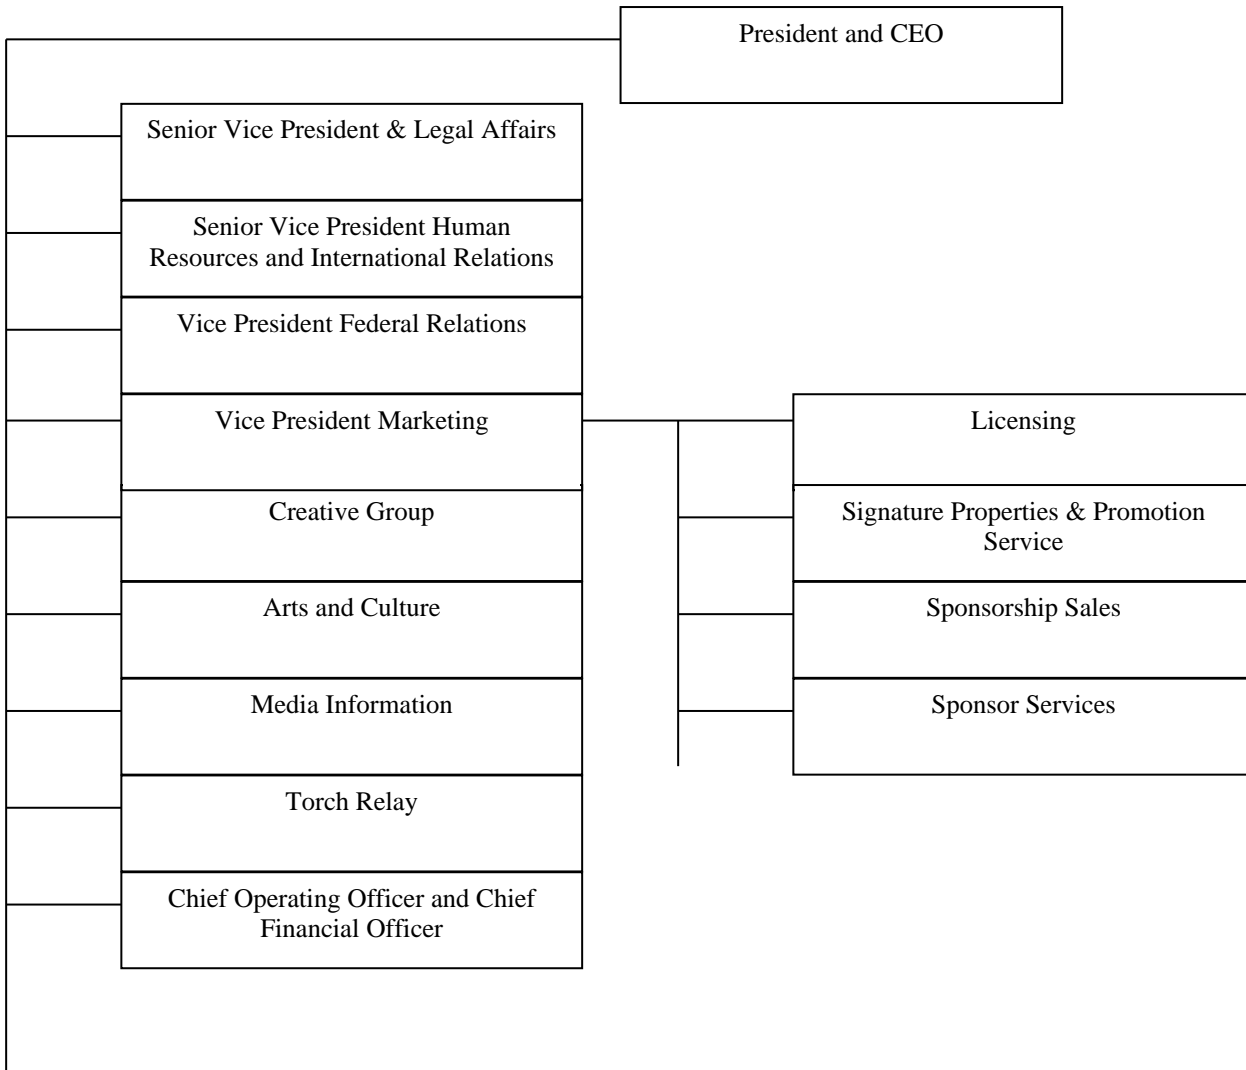 President and CEO
Senior Vice President & Legal Affairs
Senior Vice President Human
Resources and International Relations
Vice President Federal Relations
Vice President Marketing
Licensing
Creative Group
Signature Properties & Promotion
Service
Arts and Culture
Sponsorship Sales
Media Information
Sponsor Services
Torch Relay
Chief Operating Officer and Chief
Financial Officer